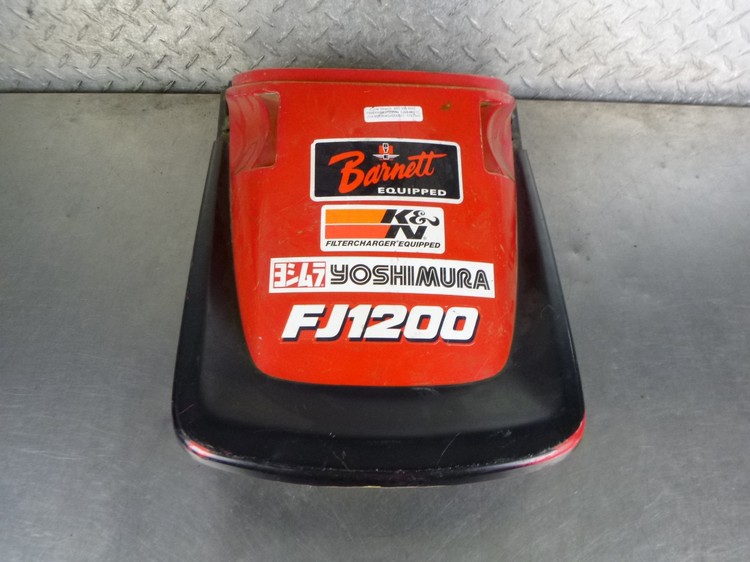 Barnett
EQUIPPED
K&N
FILTERCHARGER EQUIPPED
ヨシムラ YOSHIMURA
FJ1200